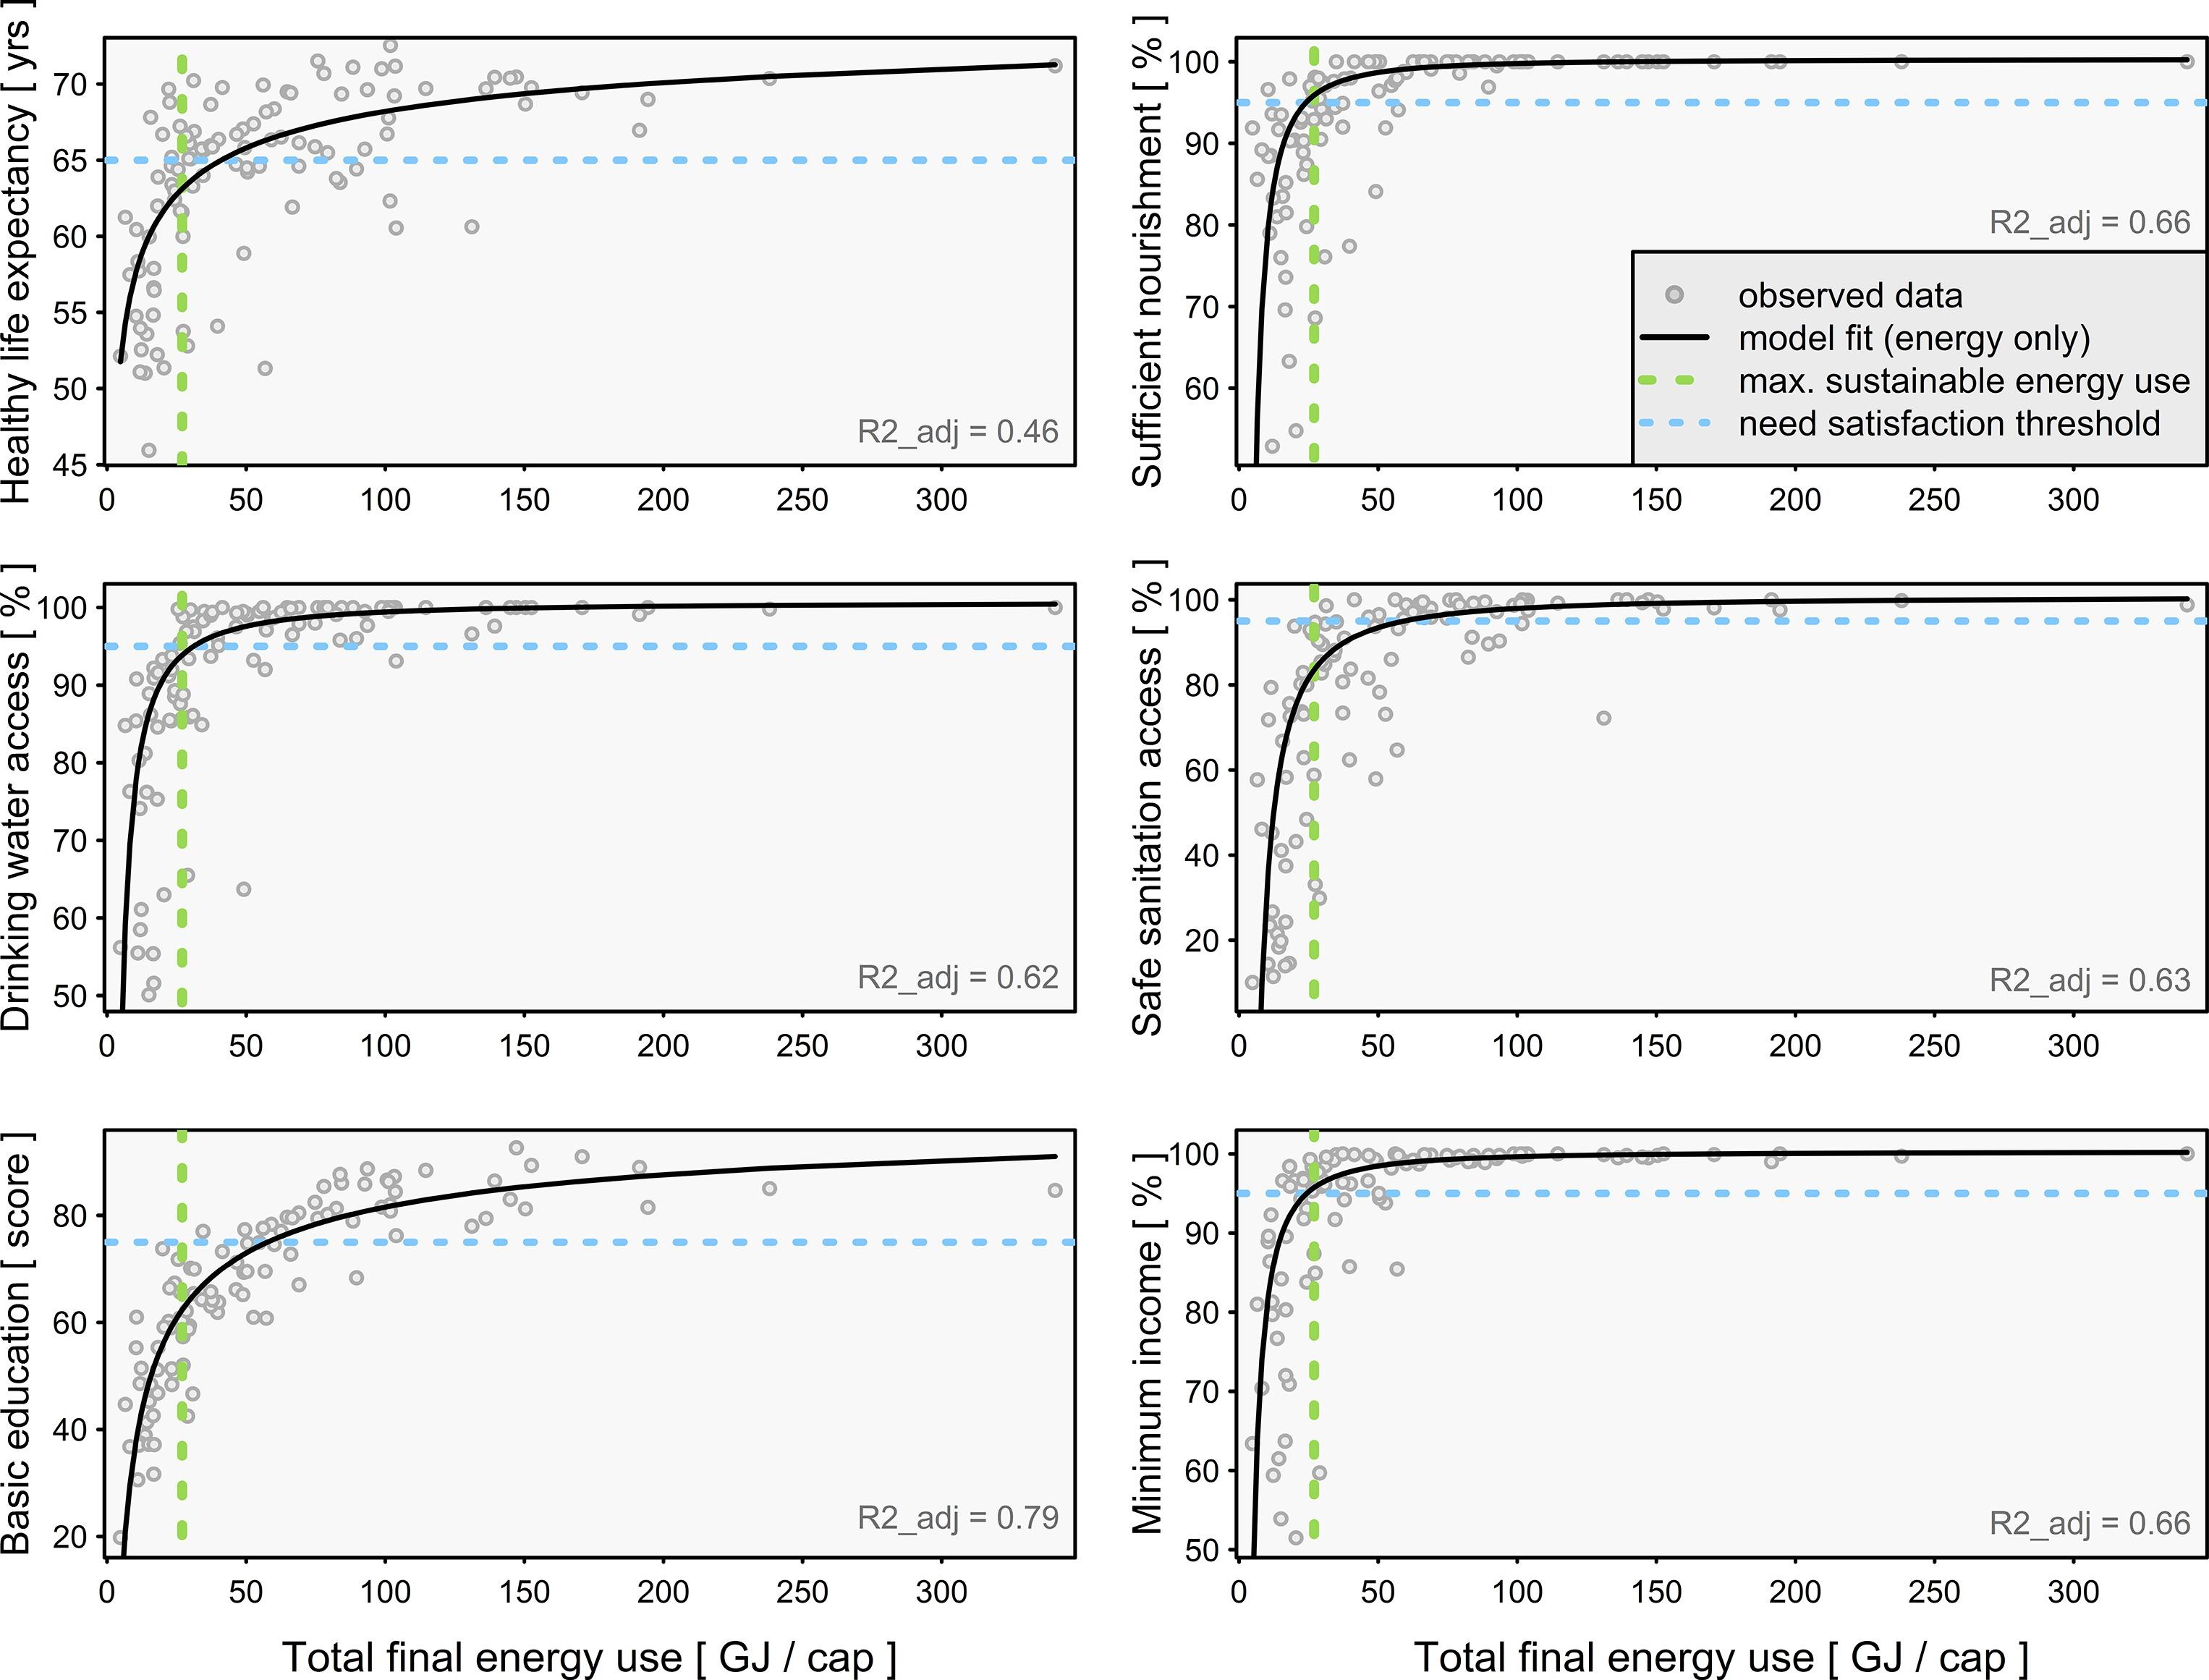 Healthy life expectancy [ yrs ]
70
65
60
55
50
45
0 50 100 150 200 250 300
R2_adj = 0.46
Sufficient nourishment [ % ]
100
90
80
70
60
0 50 100 150 200 250 300
R2_adj = 0.66
observed data
model fit (energy only)
max. sustainable energy use
need satisfaction threshold
Drinking water access [ % ]
100
90
80
70
60
50
0 50 100 150 200 250 300
R2_adj = 0.62
Safe sanitation access [ % ]
100
80
60
40
20
0 50 100 150 200 250 300
R2_adj = 0.63
Basic education [ score ]
80
60
40
20
0 50 100 150 200 250 300
R2_adj = 0.79
Total final energy use [ GJ / cap ]
Minimum income [ % ]
100
90
80
70
60
50
0 50 100 150 200 250 300
R2_adj = 0.66
Total final energy use [ GJ / cap ]